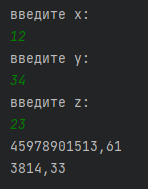 введите x:
12
введите y:
34
введите z:
23
45978901513,61
3814,33